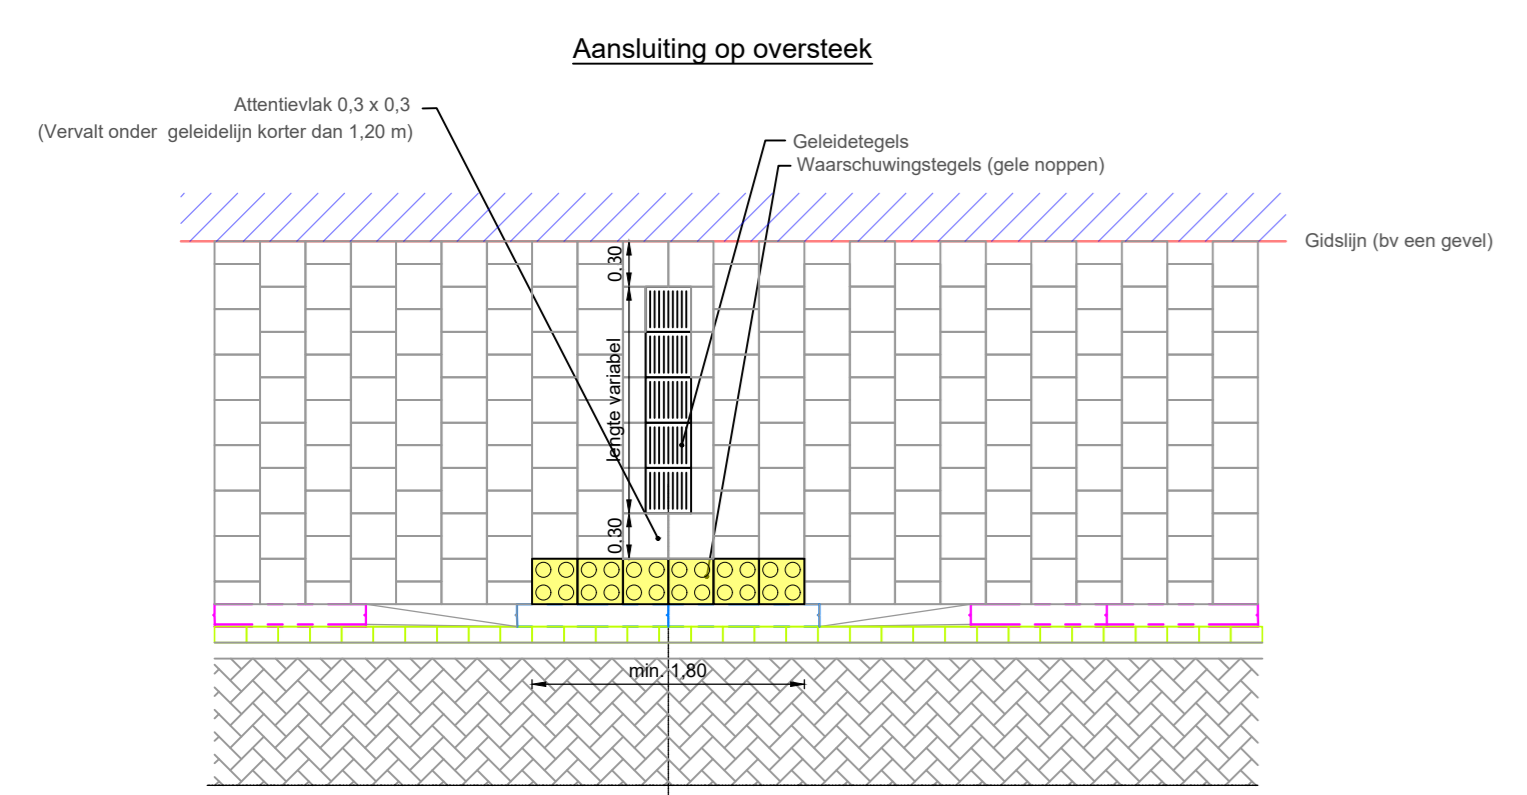 Aansluiting op oversteek
Attentievlak 0,3 x 0,3
(Vervalt onder geleidelijn korter dan 1,20 m)
Geleidetegels
Waarschuwingstegels (gele noppen)
Gidslijn (bv een gevel)
0.30
lengte variabel
0.30
min. 1,80